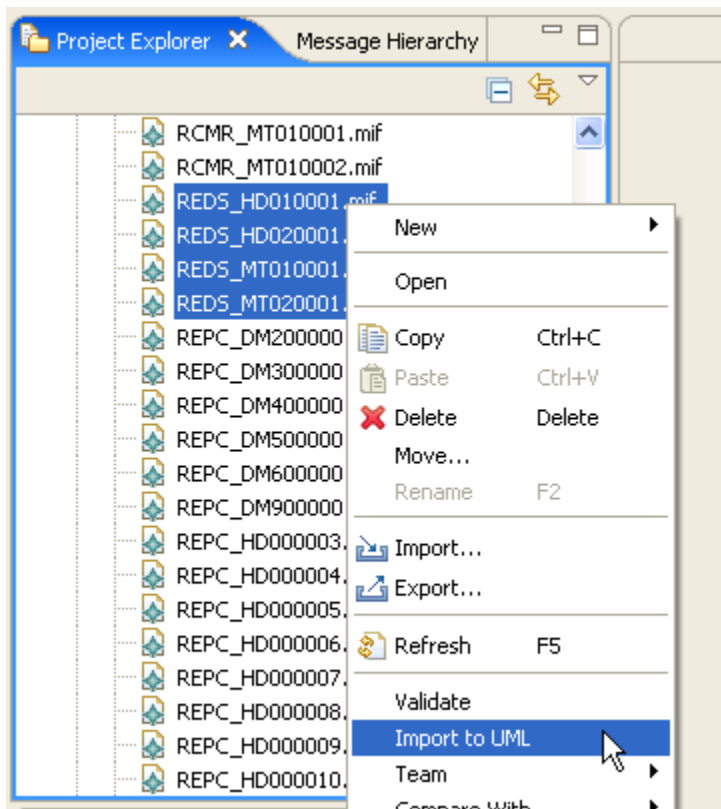 Project Explorer Message Hierarchy
RCMR_MT010001.mif
RCMR_MT010002.mif
REDS_HD010001.mif
REDS_HD020001.
REDS_MT010001.
REDS_MT020001.
REPC_DM200000
REPC_DM300000
REPC_DM400000
REPC_DM500000
REPC_DM600000
REPC_DM900000
REPC_HD000003.
REPC_HD000004.
REPC_HD000005.
REPC_HD000006.
REPC_HD000007.
REPC_HD000008.
REPC_HD000009.
REPC_HD000010.
New
Open
Copy Ctrl+C
Paste Ctrl+V
Delete Delete
Move...
Rename F2
Import...
Export...
Refresh F5
Validate
Import to UML
Team
Compare With